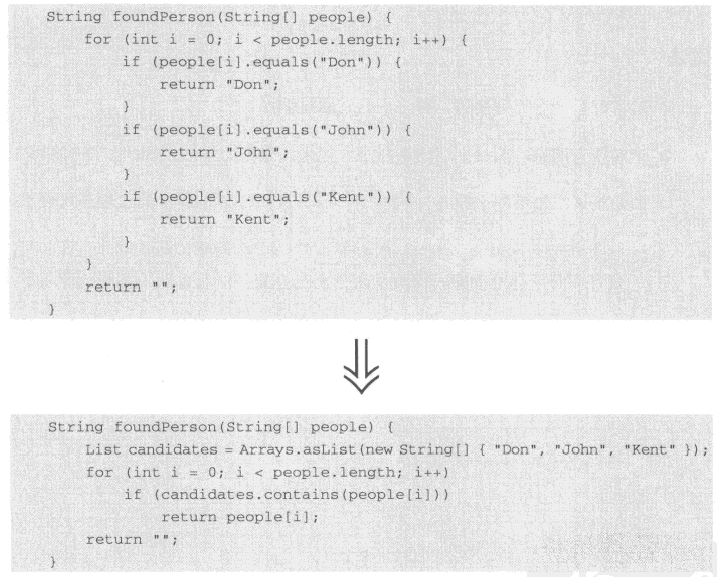 String foundPerson(String[] people) {
    for (int i = 0; i < people.length; i++) {
        if (people[i].equals("Don")) {
            return "Don";
        }
        if (people[i].equals("John")) {
            return "John";
        }
        if (people[i].equals("Kent")) {
            return "Kent";
        }
    }
    return "";
}
String foundPerson(String[] people) {
    List candidates = Arrays.asList(new String[] { "Don", "John", "Kent" });
    for (int i = 0; i < people.length; i++)
        if (candidates.contains(people[i]))
            return people[i];
    return "";
}